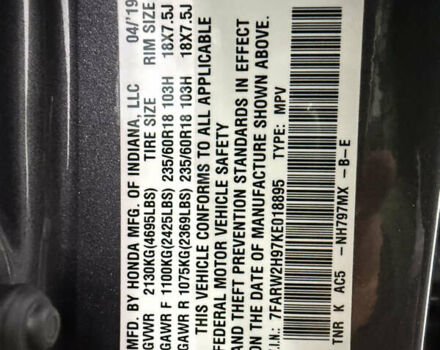 MFD. BY HONDA MFG. OF INDIANA, LLC 04/'19
GVWR 2130KG(4695LBS) TIRE SIZE RIM SIZE
GAWR F 1100KG(2425LBS) 235/60R18 103H 18X7.5J
GAWR R 1075KG(2369LBS) 235/60R18 103H 18X7.5J
THIS VEHICLE CONFORMS TO ALL APPLICABLE
FEDERAL MOTOR VEHICLE SAFETY
AND THEFT PREVENTION STANDARDS IN EFFECT
ON THE DATE OF MANUFACTURE SHOWN ABOVE.
V.I.N.: 7FARW2H97KE018895 TYPE: MPV
TNR K AC5 -NH797MX -B-E